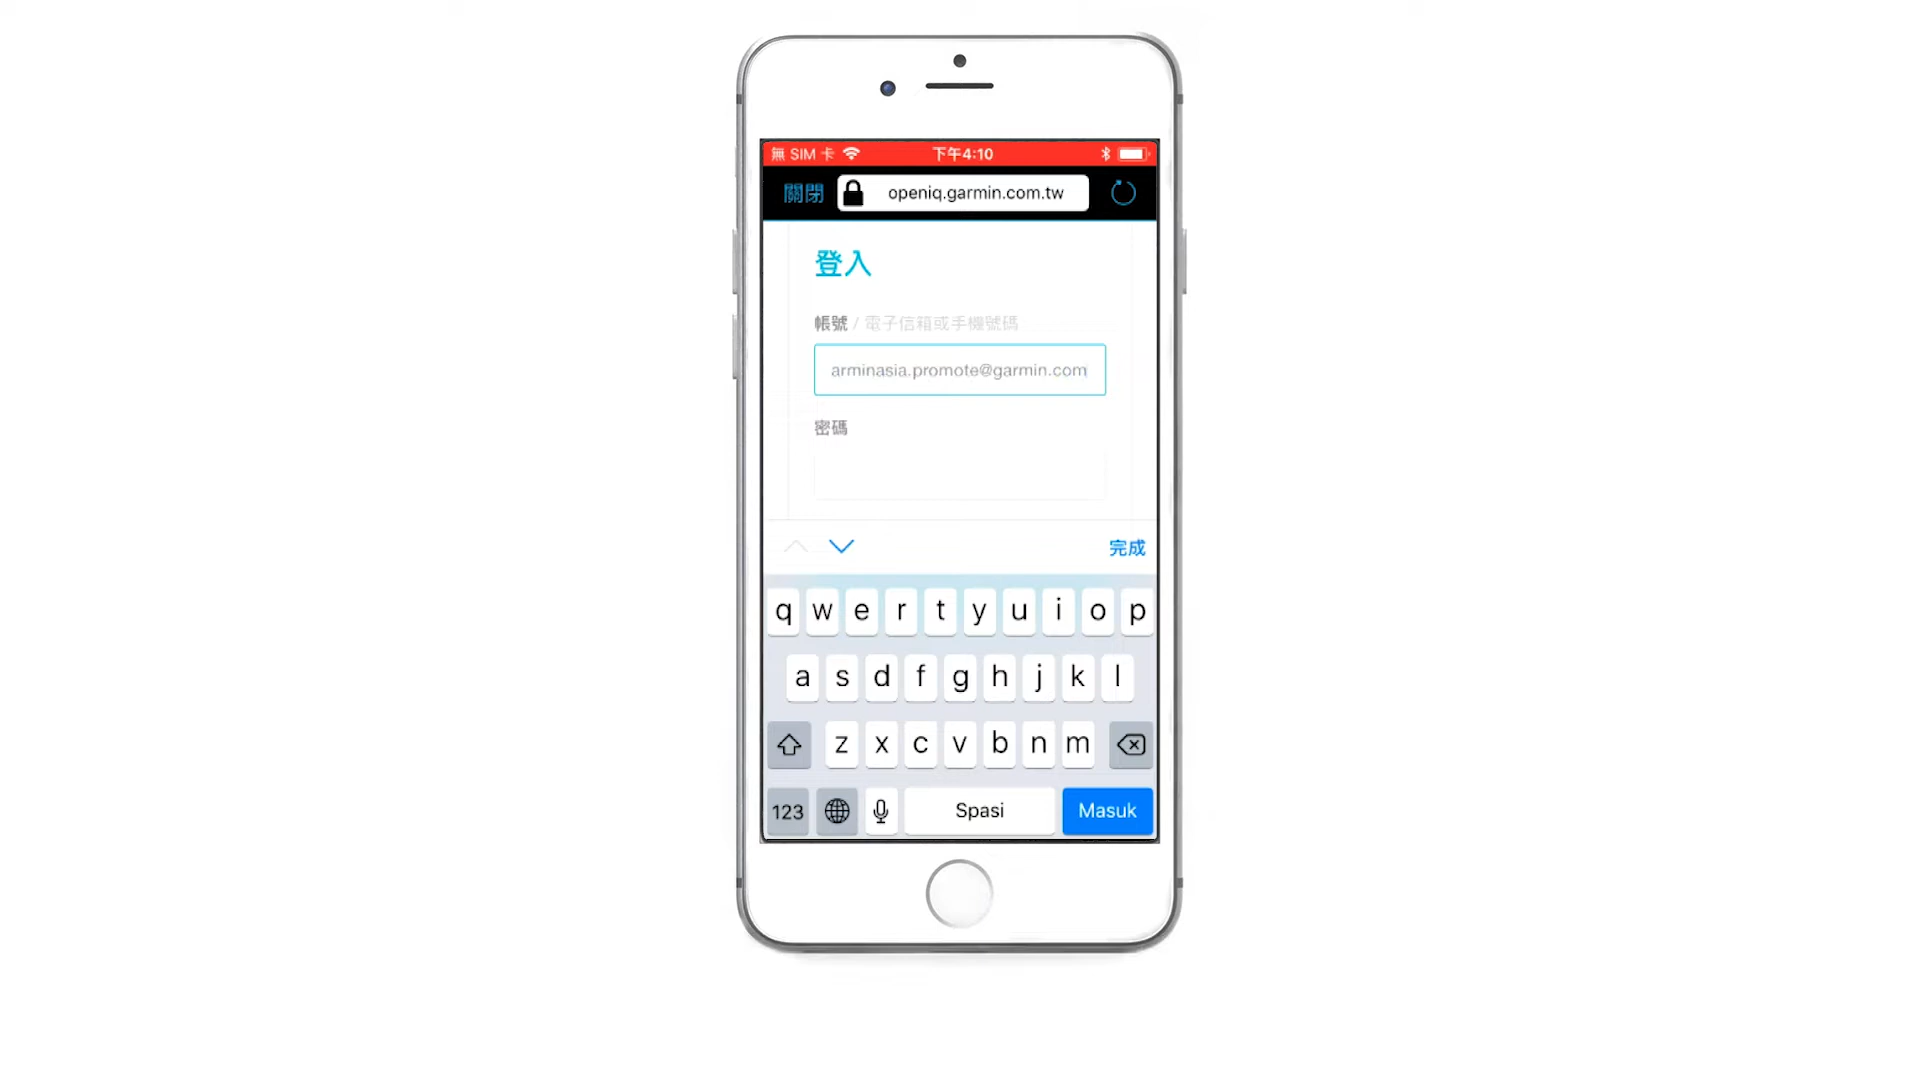 無 SIM 卡 下午4:10
關閉 openiq.garmin.com.tw
登入
帳號 / 電子信箱或手機號碼
arminasia.promote@garmin.com
密碼
完成
q w e r t y u i o p
a s d f g h j k l
z x c v b n m
123 Spasi Masuk